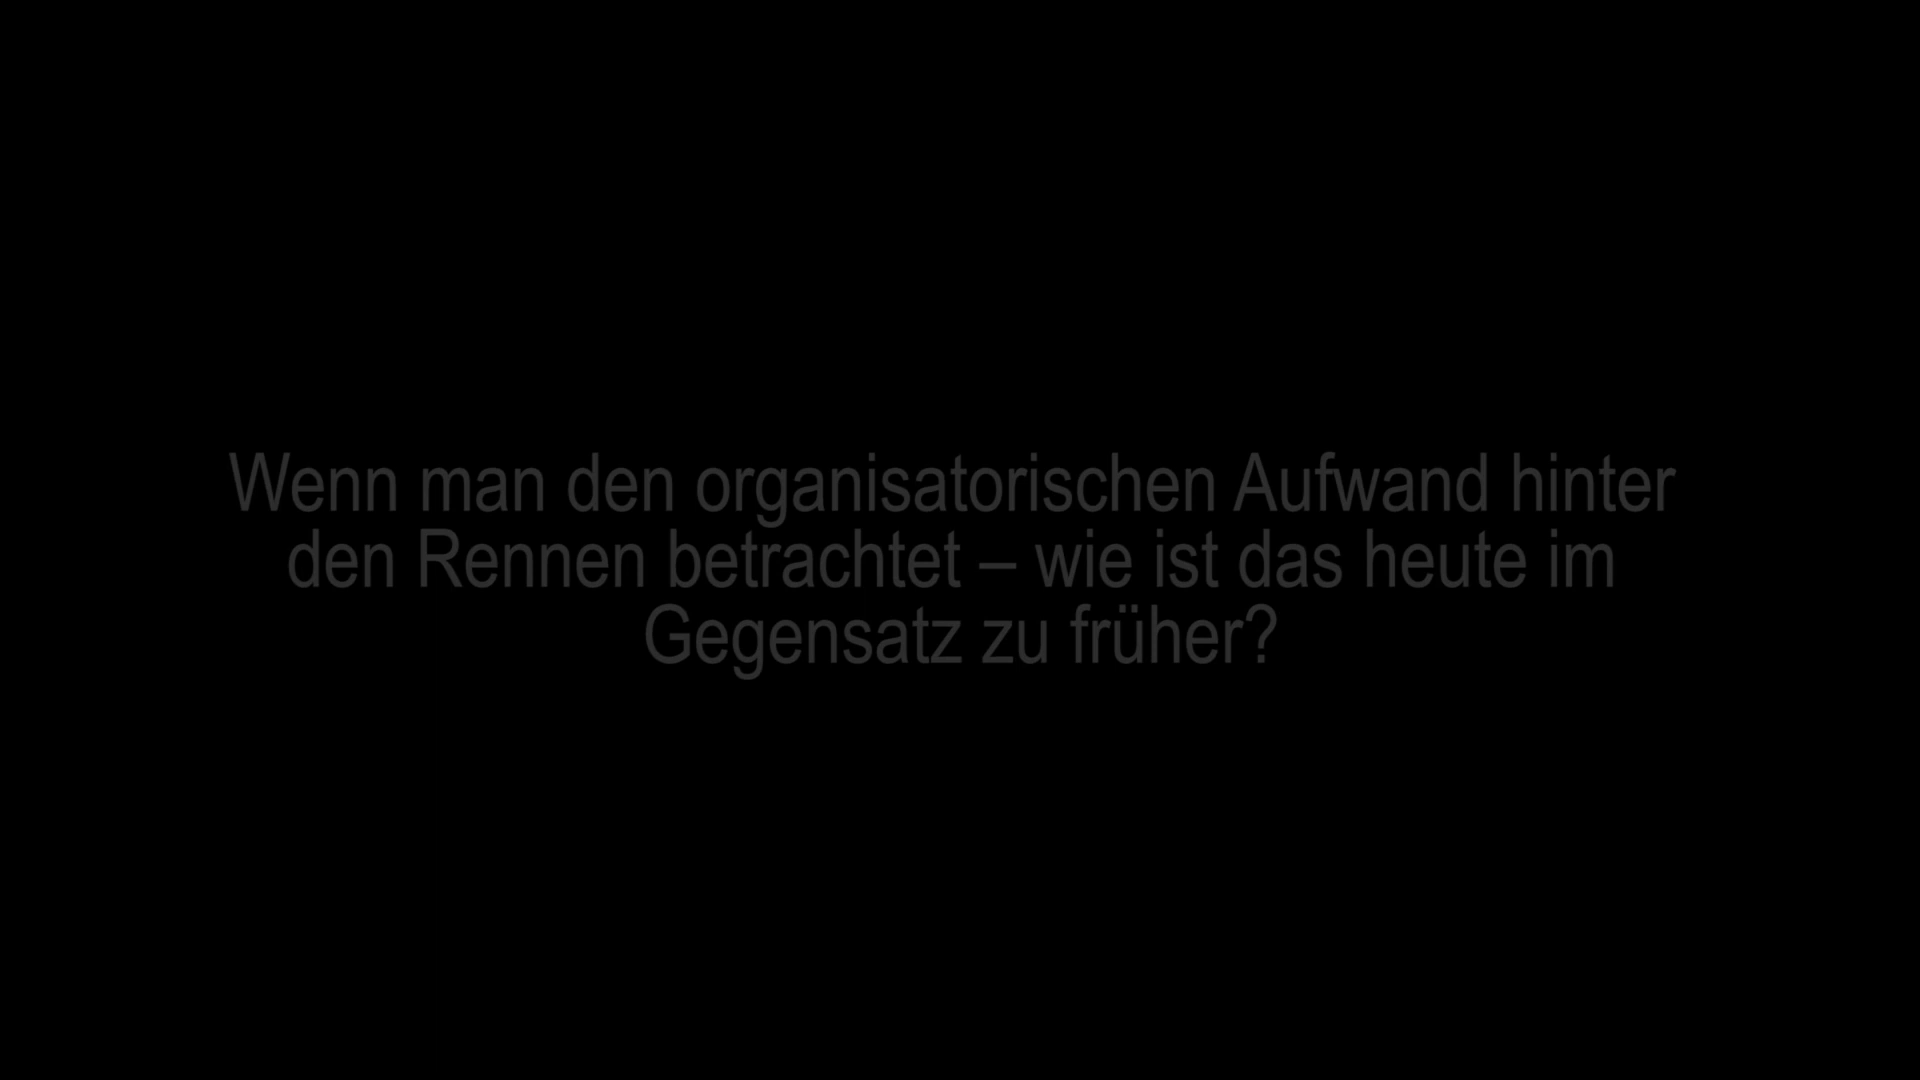 Wenn man den organisatorischen Aufwand hinter
den Rennen betrachtet – wie ist das heute im
Gegensatz zu früher?